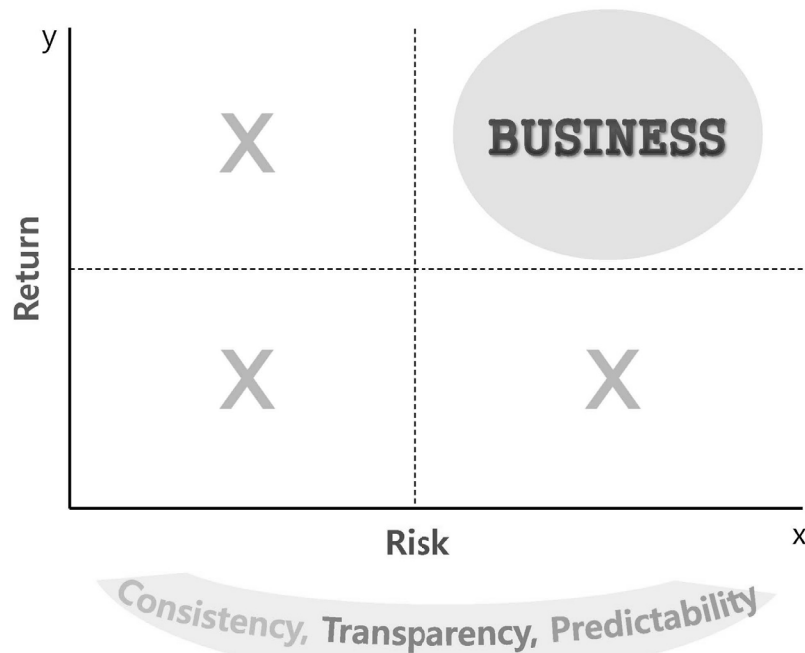 y
X
BUSINESS
Return
X
X
Risk
x
Consistency, Transparency, Predictability